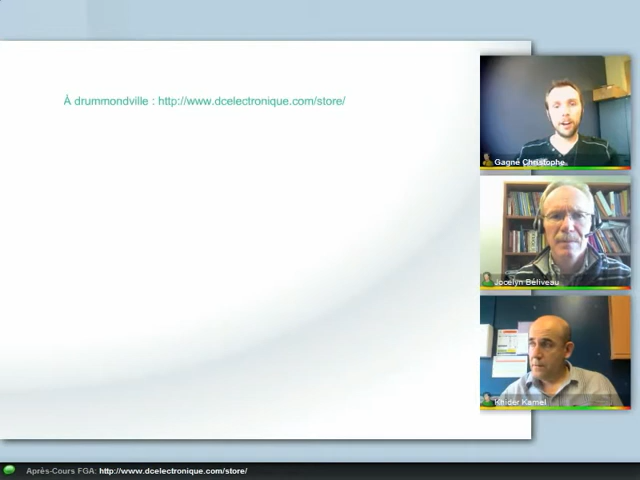 À drummondville : http://www.dcelectronique.com/store/
Gagné Christophe
Jocelyn Béliveau
Khider Kamel
Après-Cours FGA: http://www.dcelectronique.com/store/